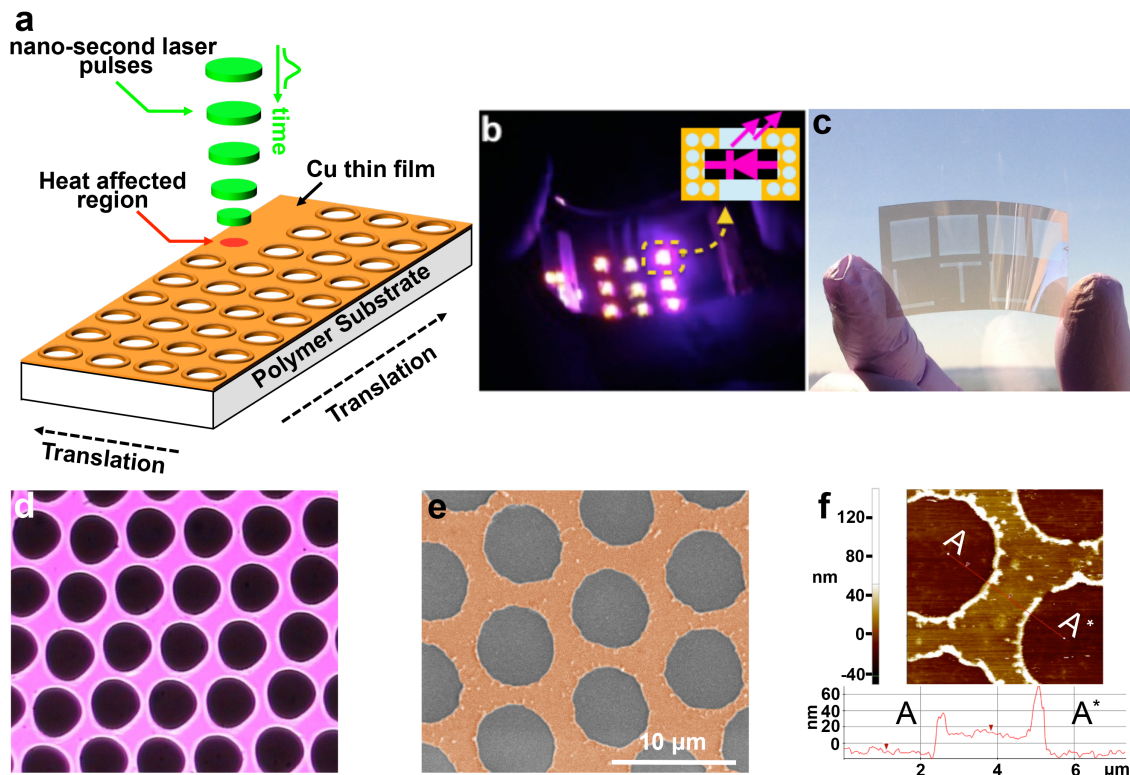 a
nano-second laser
pulses
time
Heat affected
region
Cu thin film
Polymer Substrate
Translation
Translation
b
c
L T L
d
e
10 µm
f
120
80
nm
40
0
-40
A
A*
60
40
20
0
nm
A
A*
2
4
6
µm